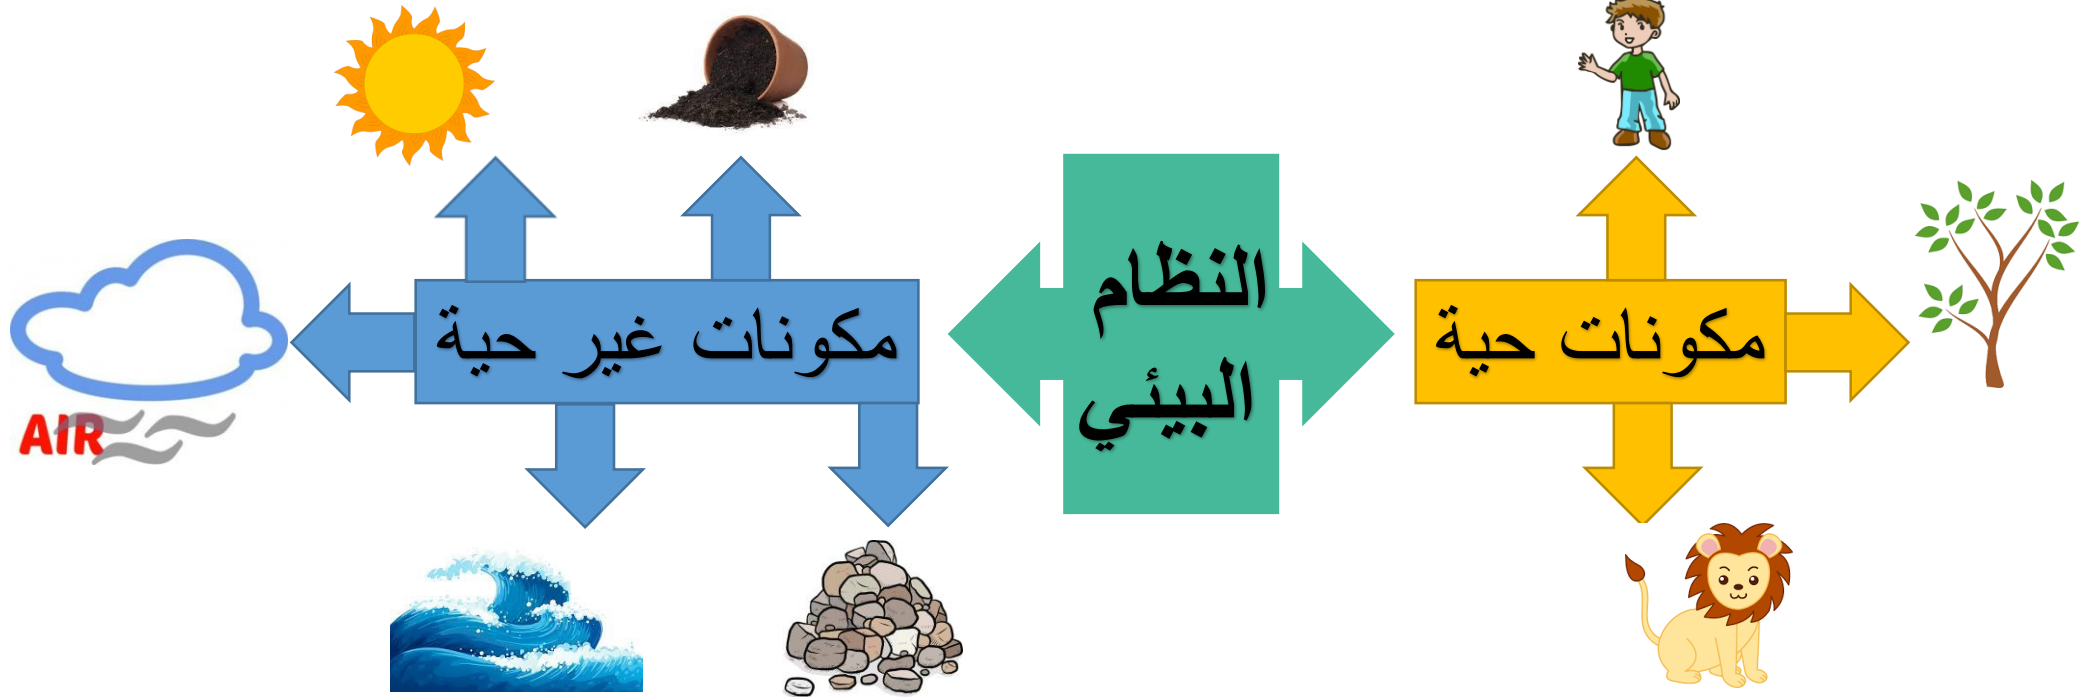 النظام
البيئي
مكونات حية
مكونات غير حية
AIR